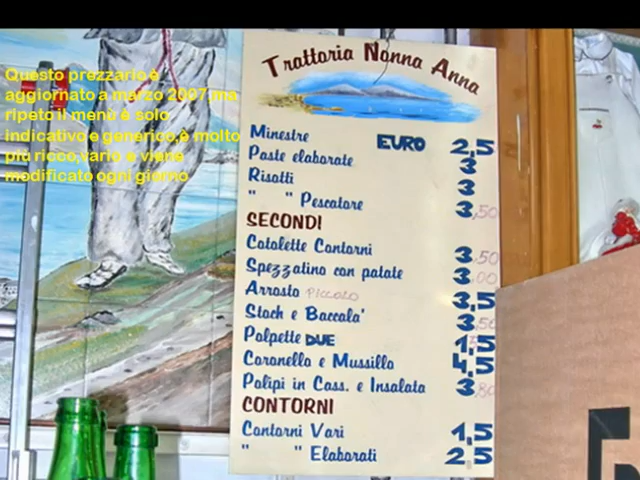 Questo prezzario è
aggiornato a marzo 2007,ma
ripeto il menù è solo
indicativo e generico,è molto
più ricco,vario e viene
modificato ogni giorno
Trattoria Nonna Anna
Minestre EURO 2,5
Paste elaborate 3
Risotti 3
" " Pescatore 3,50
SECONDI
Cotolette Contorni 3,50
Spezzatino con patate 3,00
Arrosto PICCOLO 3,5
Stoch e Baccala' 3,50
Polpette DUE 1,5
Coronello e Mussillo 4,5
Polipi in Cass. e Insalata 3,80
CONTORNI
Contorni Vari 1,5
" " Elaborati 2,5